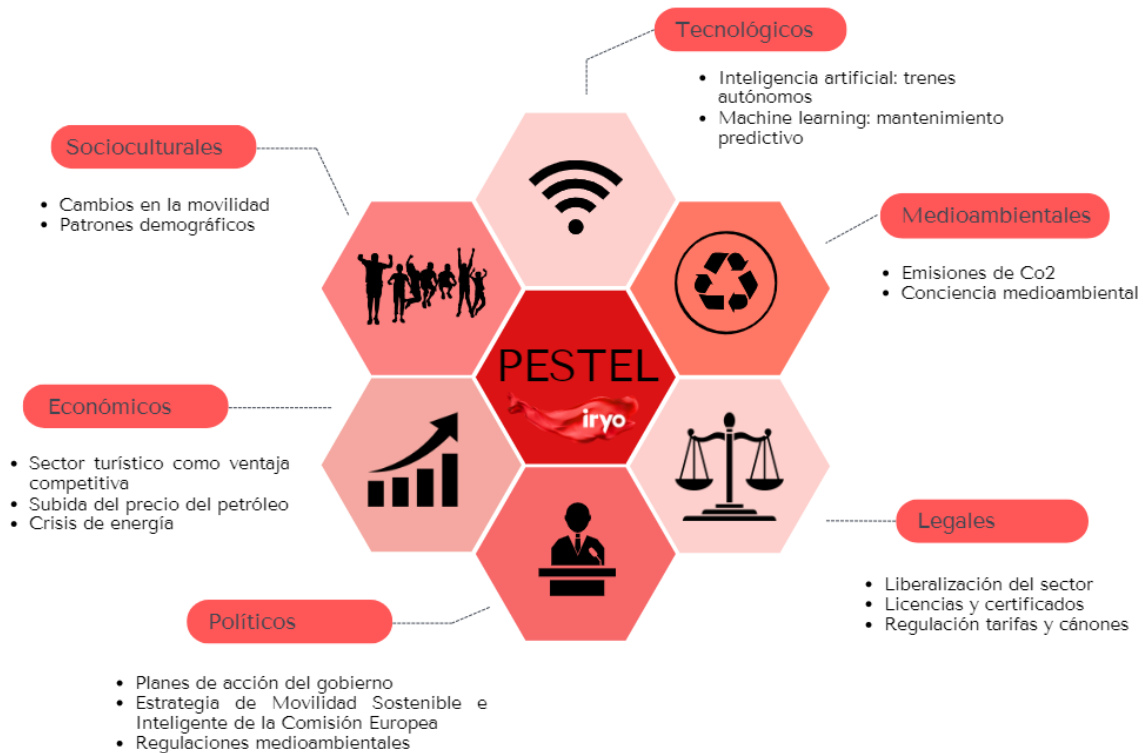 Tecnológicos
• Inteligencia artificial: trenes
autónomos
• Machine learning: mantenimiento
predictivo
Socioculturales
• Cambios en la movilidad
• Patrones demográficos
Medioambientales
• Emisiones de Co2
• Conciencia medioambiental
PESTEL
iryo
Económicos
• Sector turístico como ventaja
competitiva
• Subida del precio del petróleo
• Crisis de energía
Legales
• Liberalización del sector
• Licencias y certificados
• Regulación tarifas y cánones
Políticos
• Planes de acción del gobierno
• Estrategia de Movilidad Sostenible e
Inteligente de la Comisión Europea
• Regulaciones medioambientales